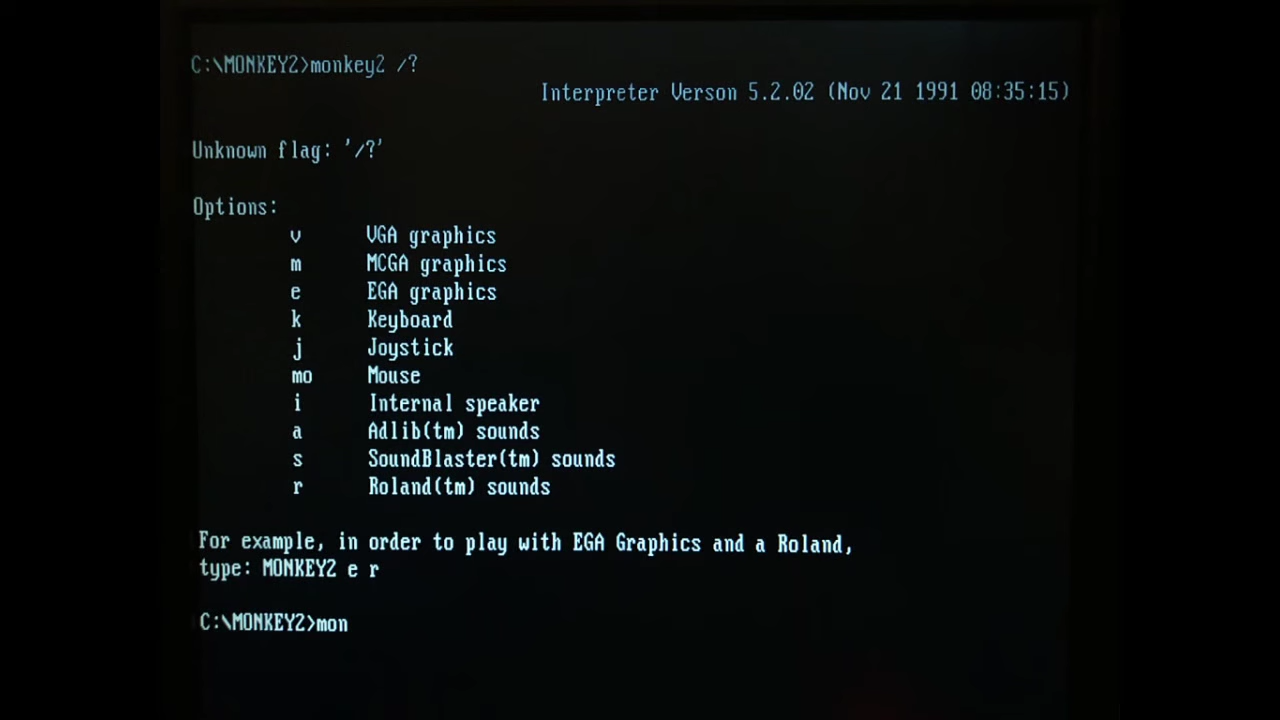 C:\MONKEY2>monkey2 /?
Interpreter Verson 5.2.02 (Nov 21 1991 08:35:15)
Unknown flag: '/?'
Options:
v VGA graphics
m MCGA graphics
e EGA graphics
k Keyboard
j Joystick
mo Mouse
i Internal speaker
a Adlib(tm) sounds
s SoundBlaster(tm) sounds
r Roland(tm) sounds
For example, in order to play with EGA Graphics and a Roland,
type: MONKEY2 e r
C:\MONKEY2>mon